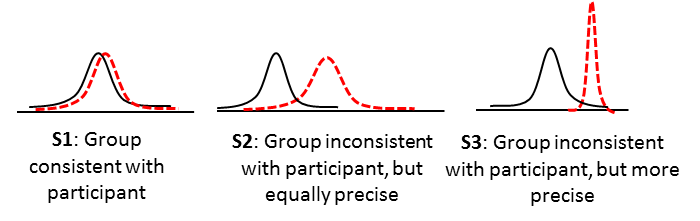 S1: Group
consistent with
participant
S2: Group inconsistent
with participant, but
equally precise
S3: Group inconsistent
with participant, but more
precise